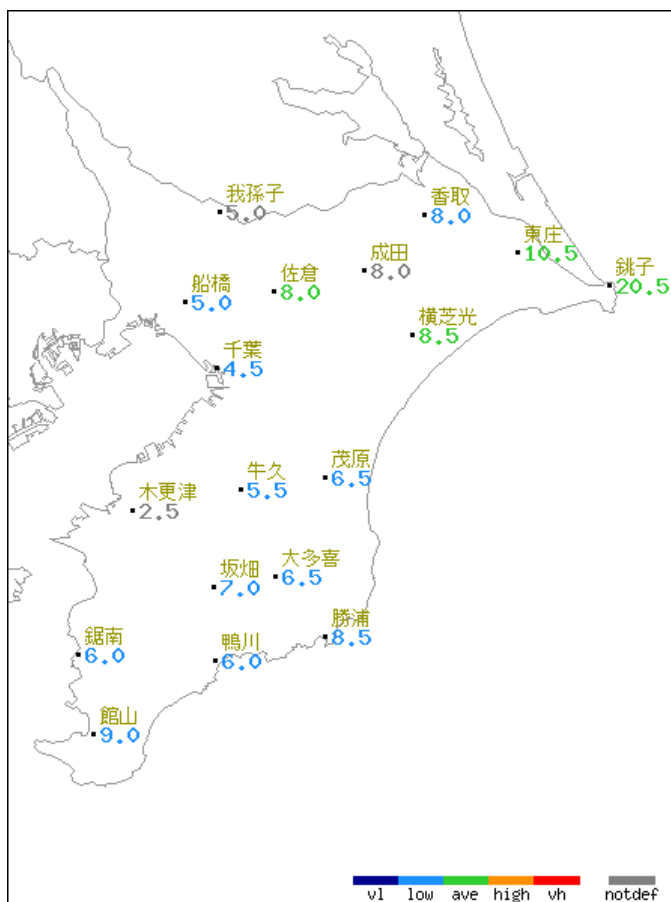 我孫子
5.0
香取
8.0
東庄
10.5
成田
8.0
銚子
20.5
佐倉
8.0
船橋
5.0
横芝光
8.5
千葉
4.5
茂原
6.5
牛久
5.5
木更津
2.5
大多喜
6.5
坂畑
7.0
勝浦
8.5
鋸南
6.0
鴨川
6.0
館山
9.0
vl low ave high vh notdef